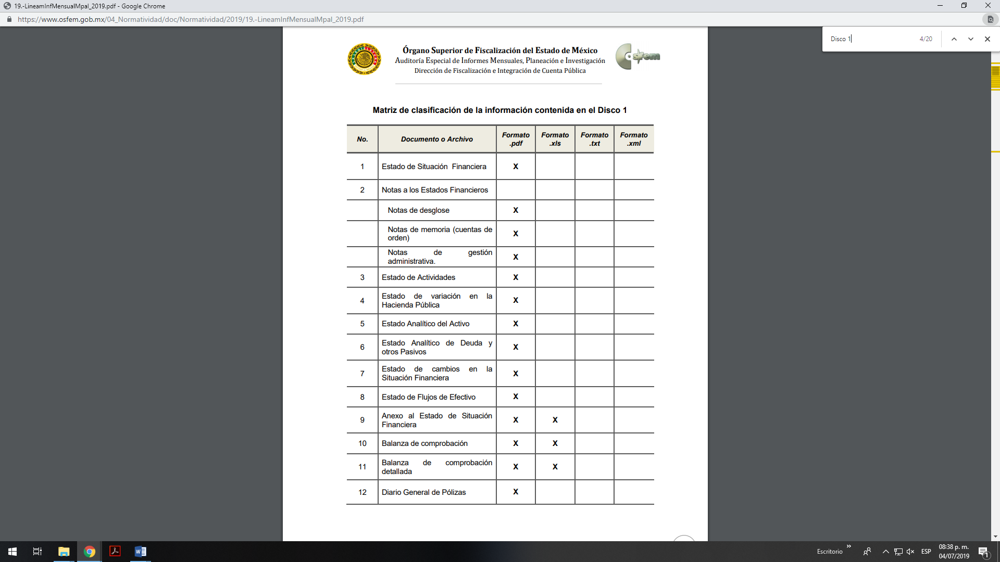 19.-LineamInfMensualMpal_2019.pdf - Google Chrome
https://www.osfem.gob.mx/04_Normatividad/doc/Normatividad/2019/19.-LineamInfMensualMpal_2019.pdf
Disco 1 4/20
Órgano Superior de Fiscalización del Estado de México
Auditoría Especial de Informes Mensuales, Planeación e Investigación
Dirección de Fiscalización e Integración de Cuenta Pública
LX LEGISLATURA
osfem
Matriz de clasificación de la información contenida en el Disco 1
No. Documento o Archivo Formato .pdf Formato .xls Formato .txt Formato .xml
1 Estado de Situación Financiera X
2 Notas a los Estados Financieros
Notas de desglose X
Notas de memoria (cuentas de
orden) X
Notas de gestión
administrativa. X
3 Estado de Actividades X
4 Estado de variación en la
Hacienda Pública X
5 Estado Analítico del Activo X
6 Estado Analítico de Deuda y
otros Pasivos X
7 Estado de cambios en la
Situación Financiera X
8 Estado de Flujos de Efectivo X
9 Anexo al Estado de Situación
Financiera X X
10 Balanza de comprobación X X
11 Balanza de comprobación
detallada X X
12 Diario General de Pólizas X
Escritorio » ESP 08:38 p. m.
04/07/2019 1